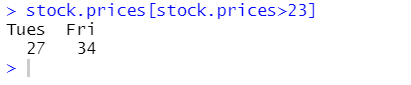 > stock.prices[stock.prices>23]
Tues  Fri
  27   34
>